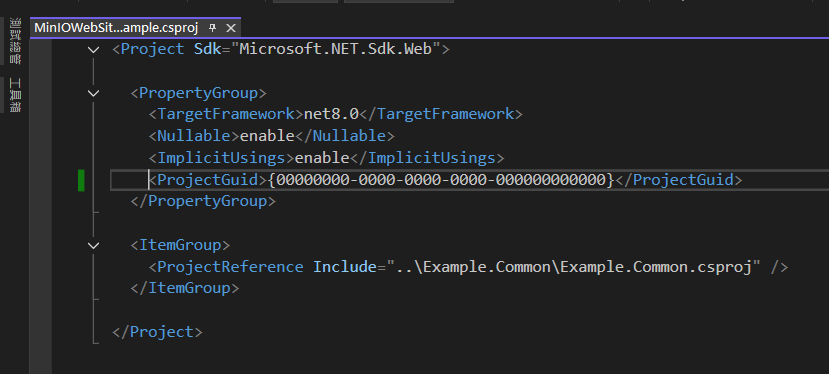 MinIOWebSit...ample.csproj
測試總管
工具箱
<Project Sdk="Microsoft.NET.Sdk.Web">
<PropertyGroup>
<TargetFramework>net8.0</TargetFramework>
<Nullable>enable</Nullable>
<ImplicitUsings>enable</ImplicitUsings>
<ProjectGuid>{00000000-0000-0000-0000-000000000000}</ProjectGuid>
</PropertyGroup>
<ItemGroup>
<ProjectReference Include="..\Example.Common\Example.Common.csproj" />
</ItemGroup>
</Project>